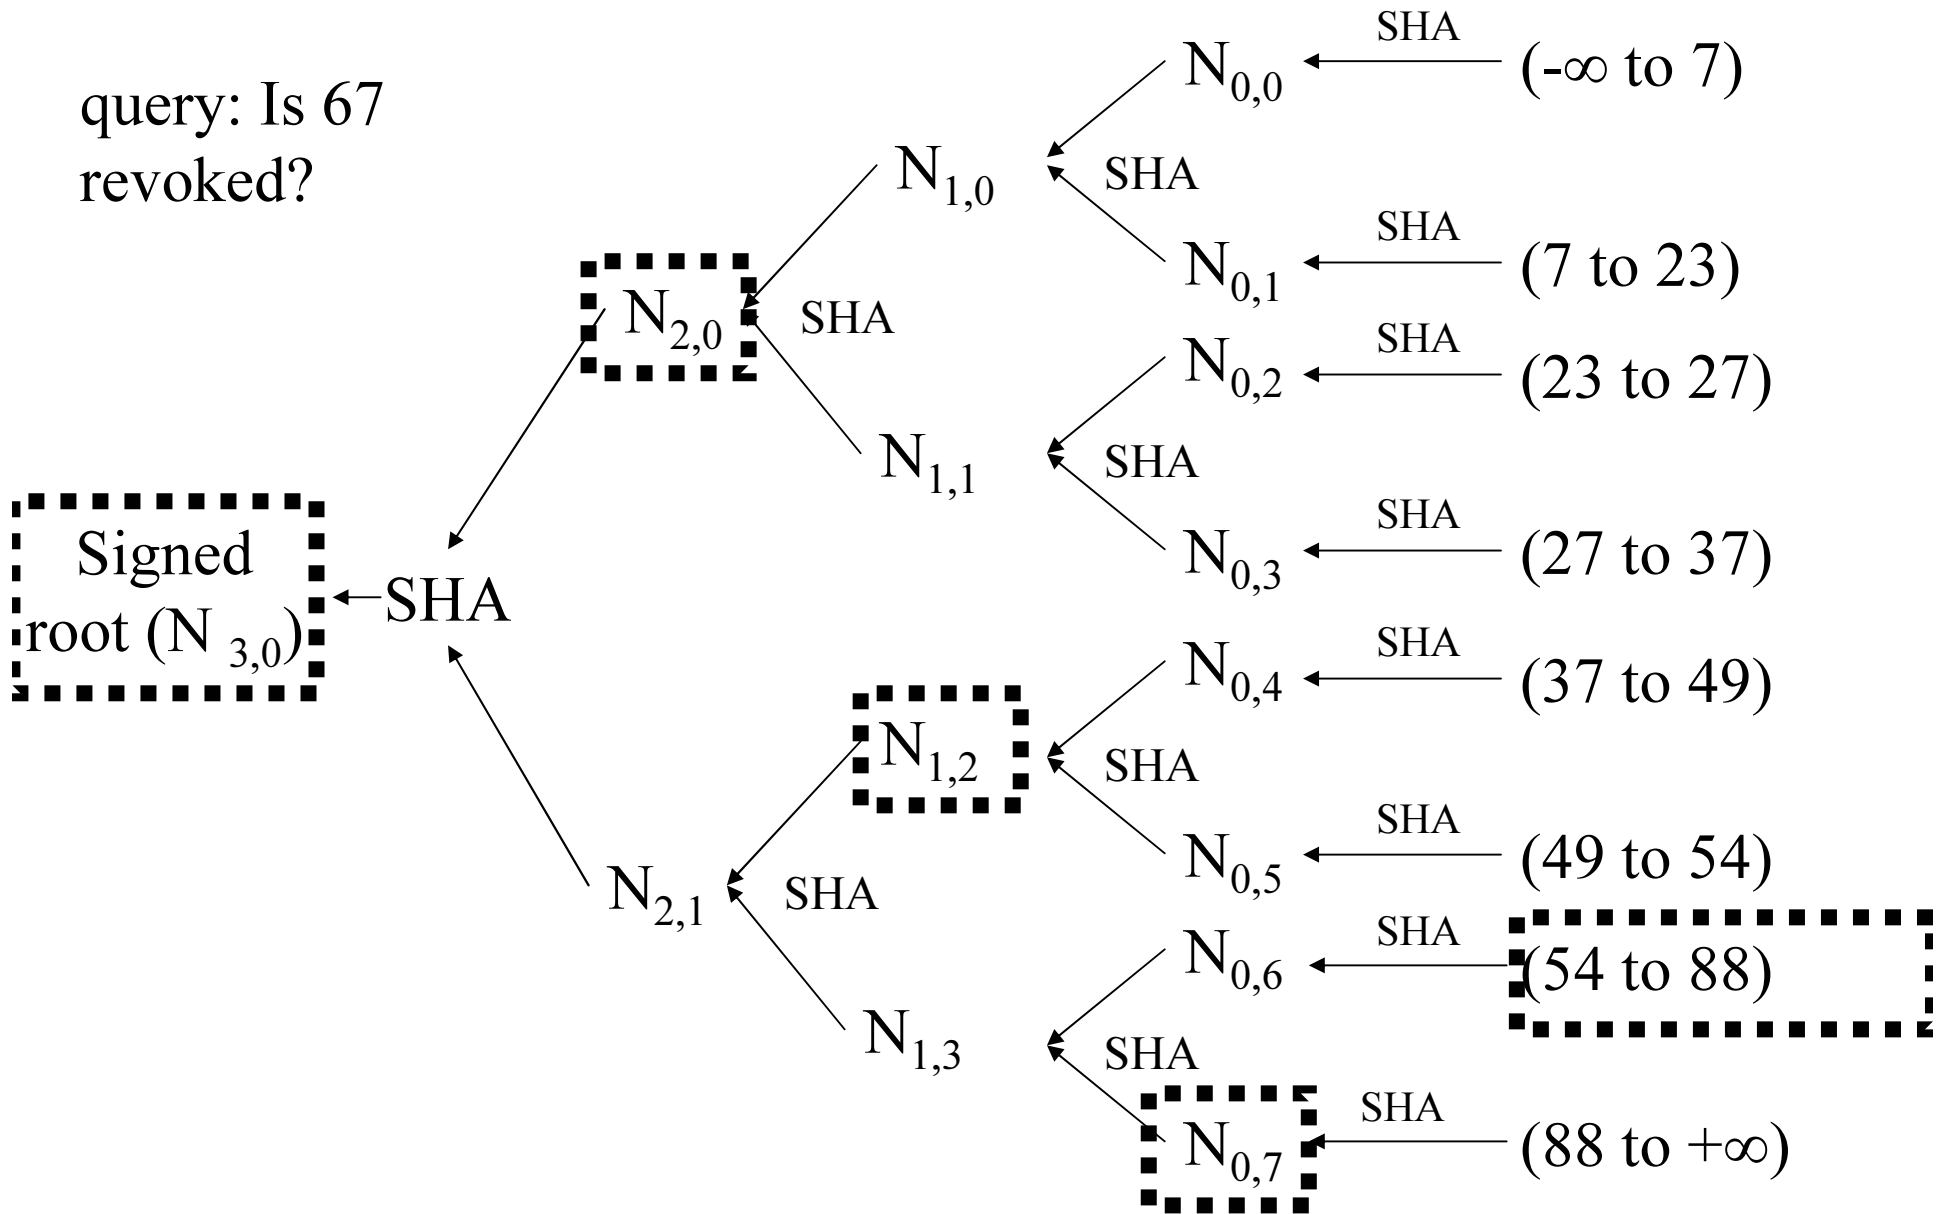 query: Is 67
revoked?
N0,0
SHA
(-∞ to 7)
N1,0
SHA
N0,1
SHA
(7 to 23)
N2,0
SHA
N0,2
SHA
(23 to 27)
N1,1
SHA
N0,3
SHA
(27 to 37)
Signed
root (N 3,0)
SHA
N0,4
SHA
(37 to 49)
N1,2
SHA
N0,5
SHA
(49 to 54)
N2,1
SHA
N0,6
SHA
(54 to 88)
N1,3
SHA
N0,7
SHA
(88 to +∞)